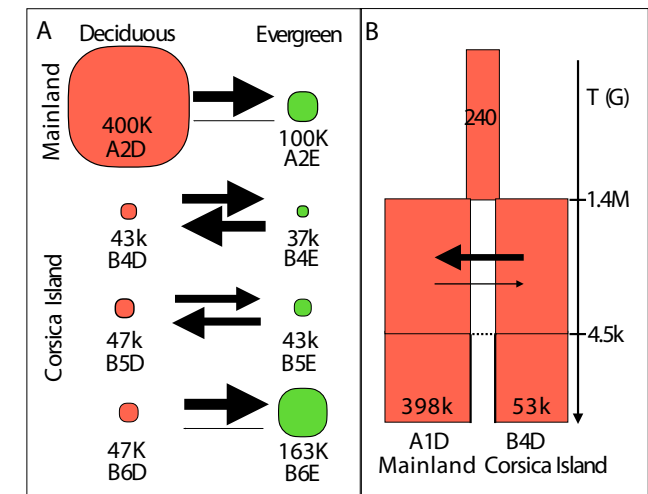 A
Deciduous
Evergreen
Mainland
400K
A2D
100K
A2E
Corsica Island
43k
B4D
37k
B4E
47k
B5D
43k
B5E
47K
B6D
163K
B6E
B
240
T (G)
1.4M
4.5k
398k
53k
A1D
B4D
Mainland
Corsica Island